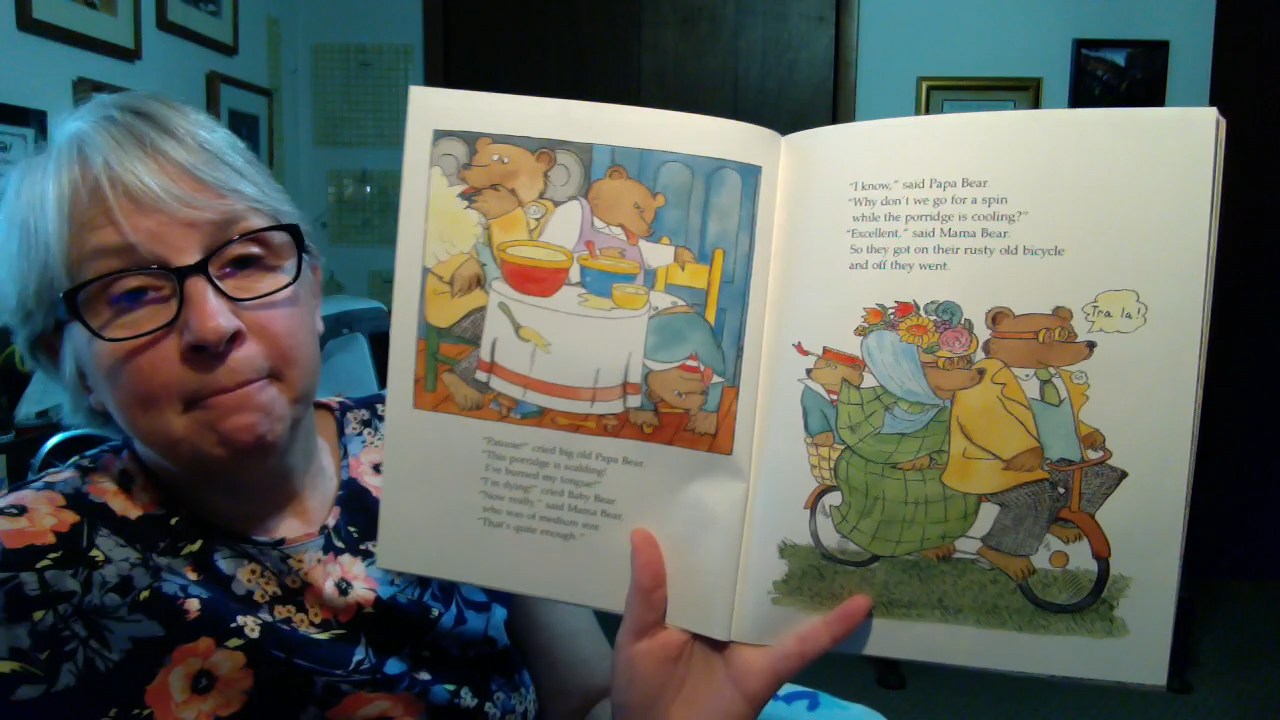 "Patooie!" cried big old Papa Bear.
"This porridge is scalding!
I've burned my tongue!"
"I'm dying!" cried Baby Bear.
"Now really," said Mama Bear,
who was of medium size.
"That's quite enough."
"I know," said Papa Bear.
"Why don't we go for a spin
while the porridge is cooling?"
"Excellent," said Mama Bear.
So they got on their rusty old bicycle
and off they went.
Tra la!